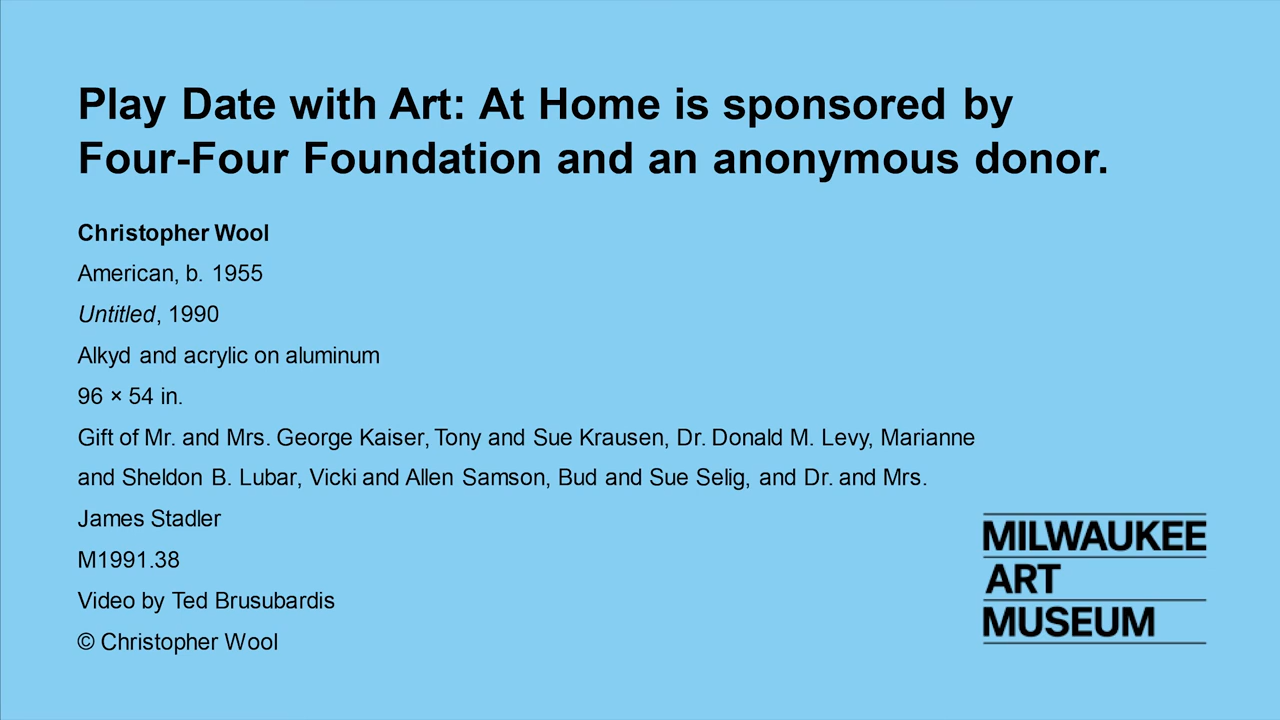 Play Date with Art: At Home is sponsored by
Four-Four Foundation and an anonymous donor.
Christopher Wool
American, b. 1955
Untitled, 1990
Alkyd and acrylic on aluminum
96 × 54 in.
Gift of Mr. and Mrs. George Kaiser, Tony and Sue Krausen, Dr. Donald M. Levy, Marianne
and Sheldon B. Lubar, Vicki and Allen Samson, Bud and Sue Selig, and Dr. and Mrs.
James Stadler
M1991.38
Video by Ted Brusubardis
© Christopher Wool
MILWAUKEE
ART
MUSEUM